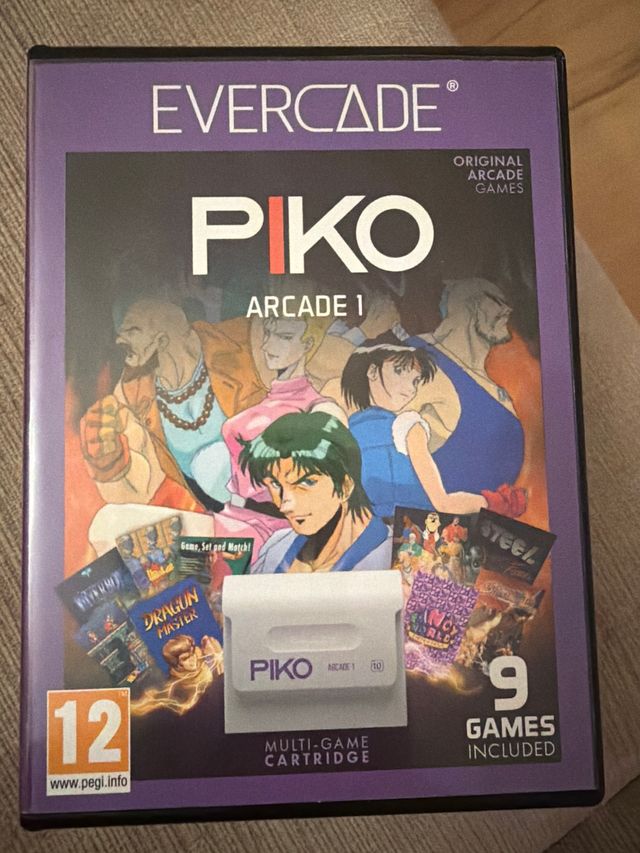 EVERCADE®
ORIGINAL
ARCADE
GAMES
PIKO
ARCADE 1
Game, Set and Match!
STEEL
DRAGON
MASTER
PIKO ARCADE 1 10
9
GAMES
INCLUDED
MULTI-GAME
CARTRIDGE
12
www.pegi.info